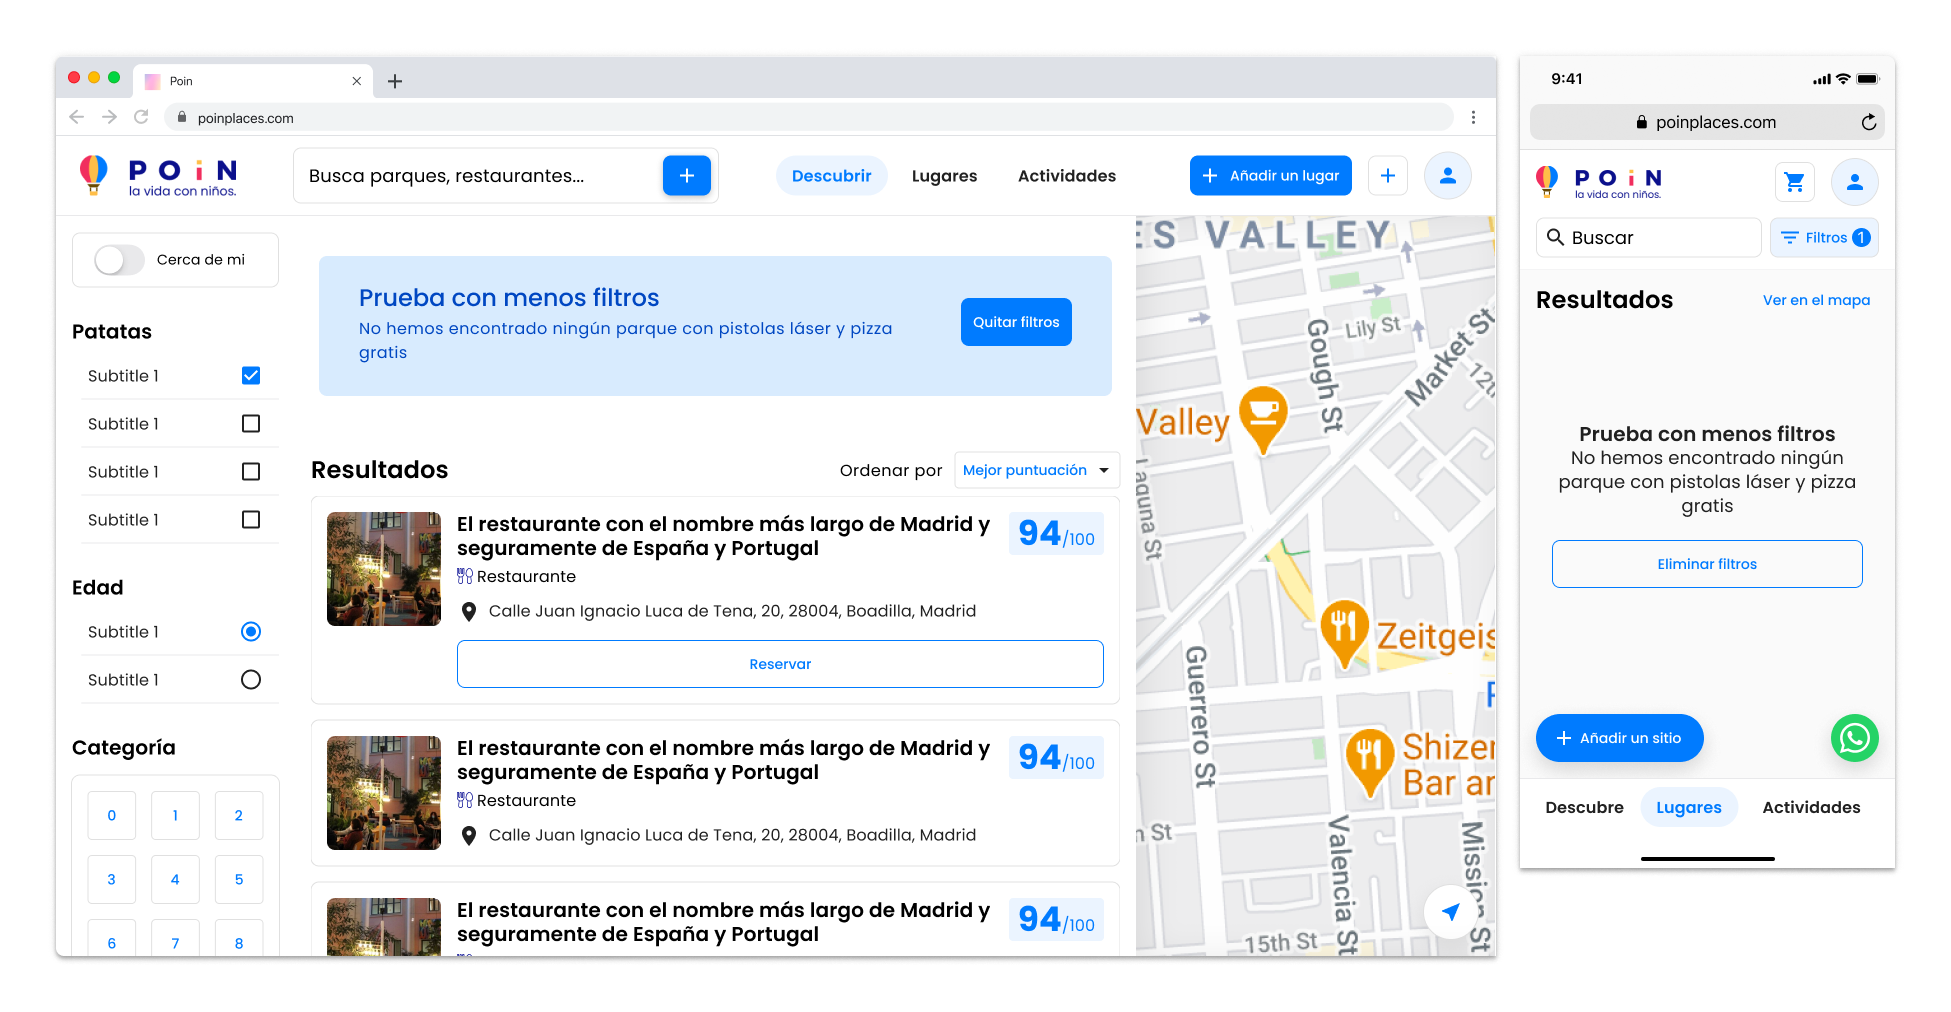 Poin
poinplaces.com
POiN
la vida con niños.
Busca parques, restaurantes...
Descubrir
Lugares
Actividades
Añadir un lugar
Cerca de mi
Patatas
Subtitle 1
Subtitle 1
Subtitle 1
Subtitle 1
Edad
Subtitle 1
Subtitle 1
Categoría
0 1 2
3 4 5
6 7 8
Prueba con menos filtros
No hemos encontrado ningún parque con pistolas láser y pizza
gratis
Quitar filtros
Resultados
Ordenar por
Mejor puntuación
El restaurante con el nombre más largo de Madrid y
seguramente de España y Portugal
94/100
Restaurante
Calle Juan Ignacio Luca de Tena, 20, 28004, Boadilla, Madrid
Reservar
El restaurante con el nombre más largo de Madrid y
seguramente de España y Portugal
94/100
Restaurante
Calle Juan Ignacio Luca de Tena, 20, 28004, Boadilla, Madrid
El restaurante con el nombre más largo de Madrid y
seguramente de España y Portugal
94/100
ES VALLEY
Lily St
Gough St
Market St
12th
Valley
Laguna St
Zeitgeis
Guerrero St
Shizen
Bar an
Valencia St
Mission St
15th St
9:41
poinplaces.com
POiN
la vida con niños.
Buscar
Filtros 1
Resultados
Ver en el mapa
Prueba con menos filtros
No hemos encontrado ningún
parque con pistolas láser y pizza
gratis
Eliminar filtros
Añadir un sitio
Descubre
Lugares
Actividades